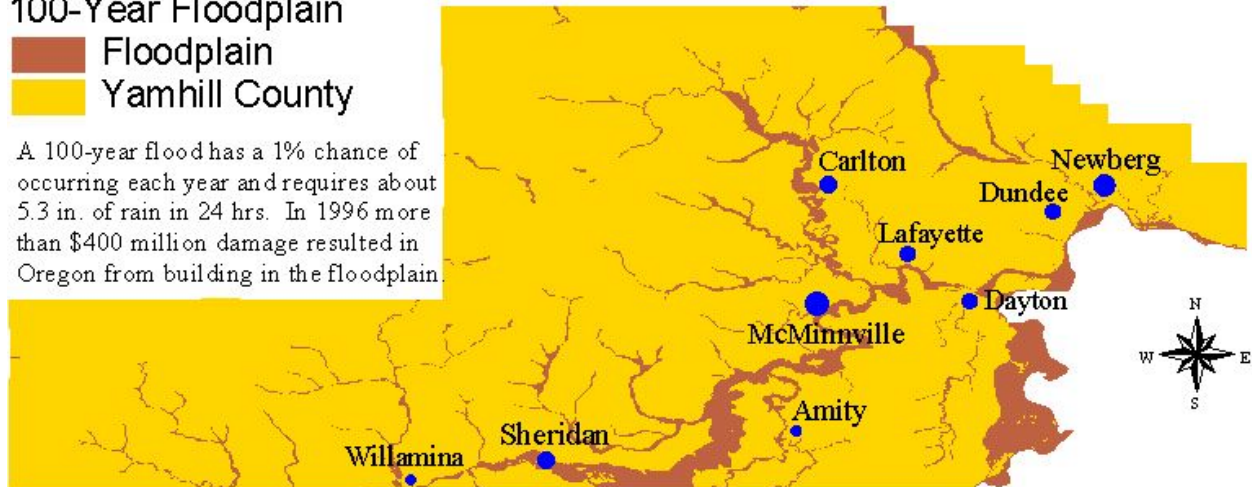 100-Year Floodplain
Floodplain
Yamhill County
A 100-year flood has a 1% chance of
occurring each year and requires about
5.3 in. of rain in 24 hrs. In 1996 more
than $400 million damage resulted in
Oregon from building in the floodplain.
Carlton
Newberg
Dundee
Lafayette
Dayton
McMinnville
Amity
Sheridan
Willamina
N
W
E
S